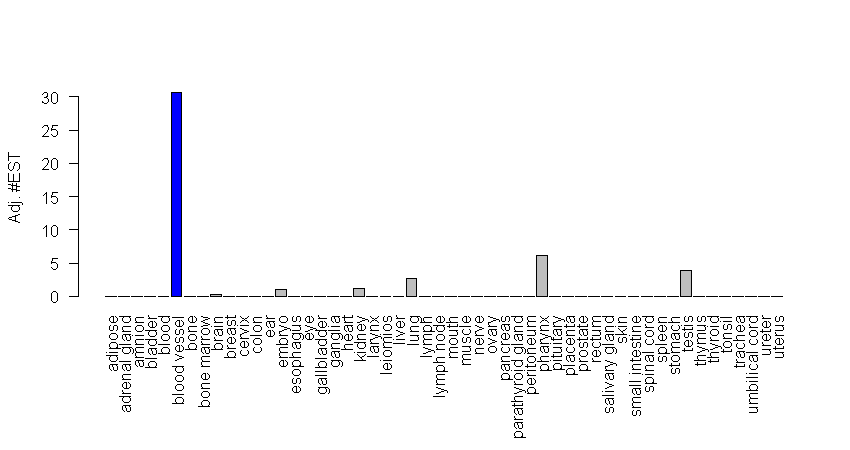 Adj. #EST
30
25
20
15
10
5
0
adipose
adrenal gland
amnion
bladder
blood
blood vessel
bone
bone marrow
brain
breast
cervix
colon
ear
embryo
esophagus
eye
gallbladder
ganglia
heart
kidney
larynx
leiomios
liver
lung
lymph
lymph node
mouth
muscle
nerve
ovary
pancreas
parathyroid gland
peritoneum
pharynx
pituitary
placenta
prostate
rectum
salivary gland
skin
small intestine
spinal cord
spleen
stomach
testis
thymus
thyroid
tonsil
trachea
umbilical cord
ureter
uterus